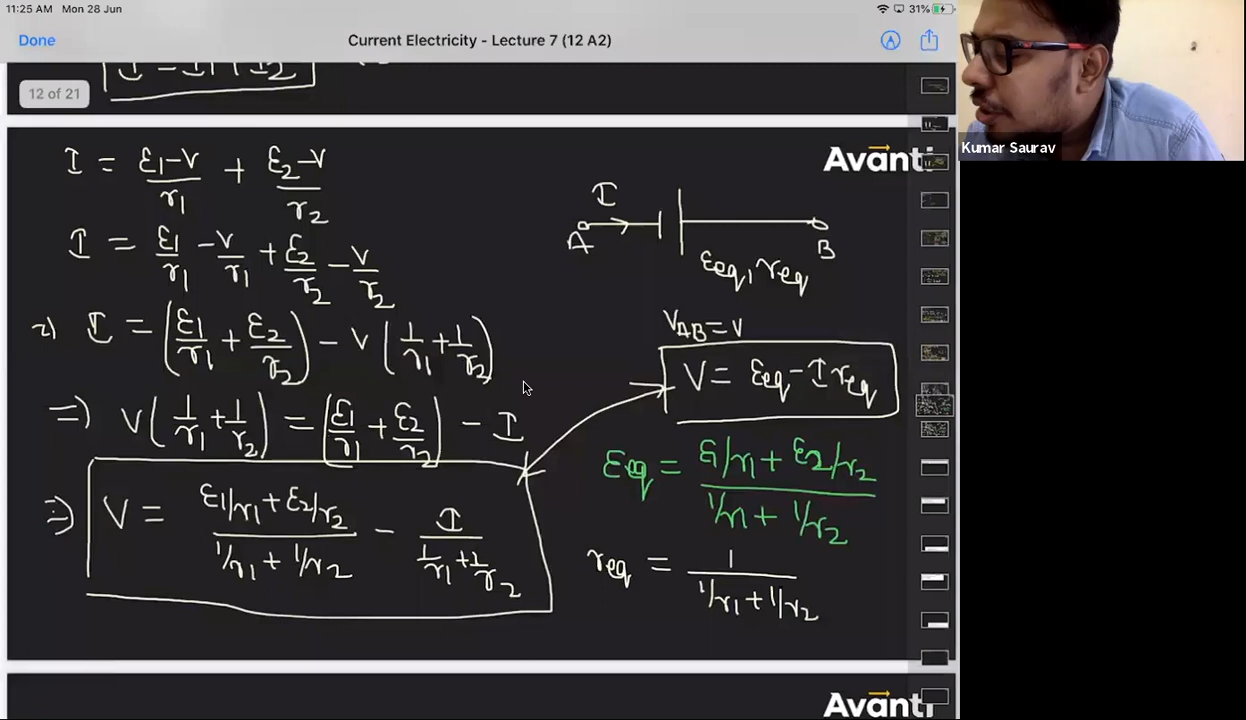 11:25 AM Mon 28 Jun
31%
Done
Current Electricity - Lecture 7 (12 A2)
I = I1 + I2
12 of 21
Kumar Saurav
Avanti
I = (ε1-V)/r1 + (ε2-V)/r2
I = ε1/r1 - V/r1 + ε2/r2 - V/r2
I = (ε1/r1 + ε2/r2) - V(1/r1 + 1/r2)
=) V(1/r1 + 1/r2) = (ε1/r1 + ε2/r2) - I
=) V = (ε1/r1 + ε2/r2)/(1/r1 + 1/r2) - I/(1/r1 + 1/r2)
I
A
B
εeq, req
VAB = V
V = εeq - I req
εeq = (ε1/r1 + ε2/r2)/(1/r1 + 1/r2)
req = 1/(1/r1 + 1/r2)
Avanti